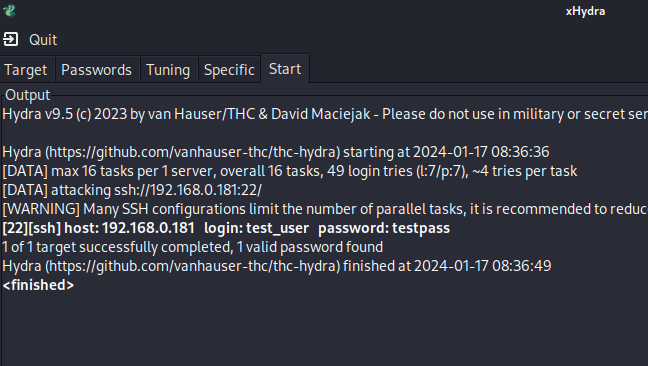 xHydra
Quit
Target Passwords Tuning Specific Start
Output
Hydra v9.5 (c) 2023 by van Hauser/THC & David Maciejak - Please do not use in military or secret ser
Hydra (https://github.com/vanhauser-thc/thc-hydra) starting at 2024-01-17 08:36:36
[DATA] max 16 tasks per 1 server, overall 16 tasks, 49 login tries (l:7/p:7), ~4 tries per task
[DATA] attacking ssh://192.168.0.181:22/
[WARNING] Many SSH configurations limit the number of parallel tasks, it is recommended to reduc
[22][ssh] host: 192.168.0.181   login: test_user   password: testpass
1 of 1 target successfully completed, 1 valid password found
Hydra (https://github.com/vanhauser-thc/thc-hydra) finished at 2024-01-17 08:36:49
<finished>